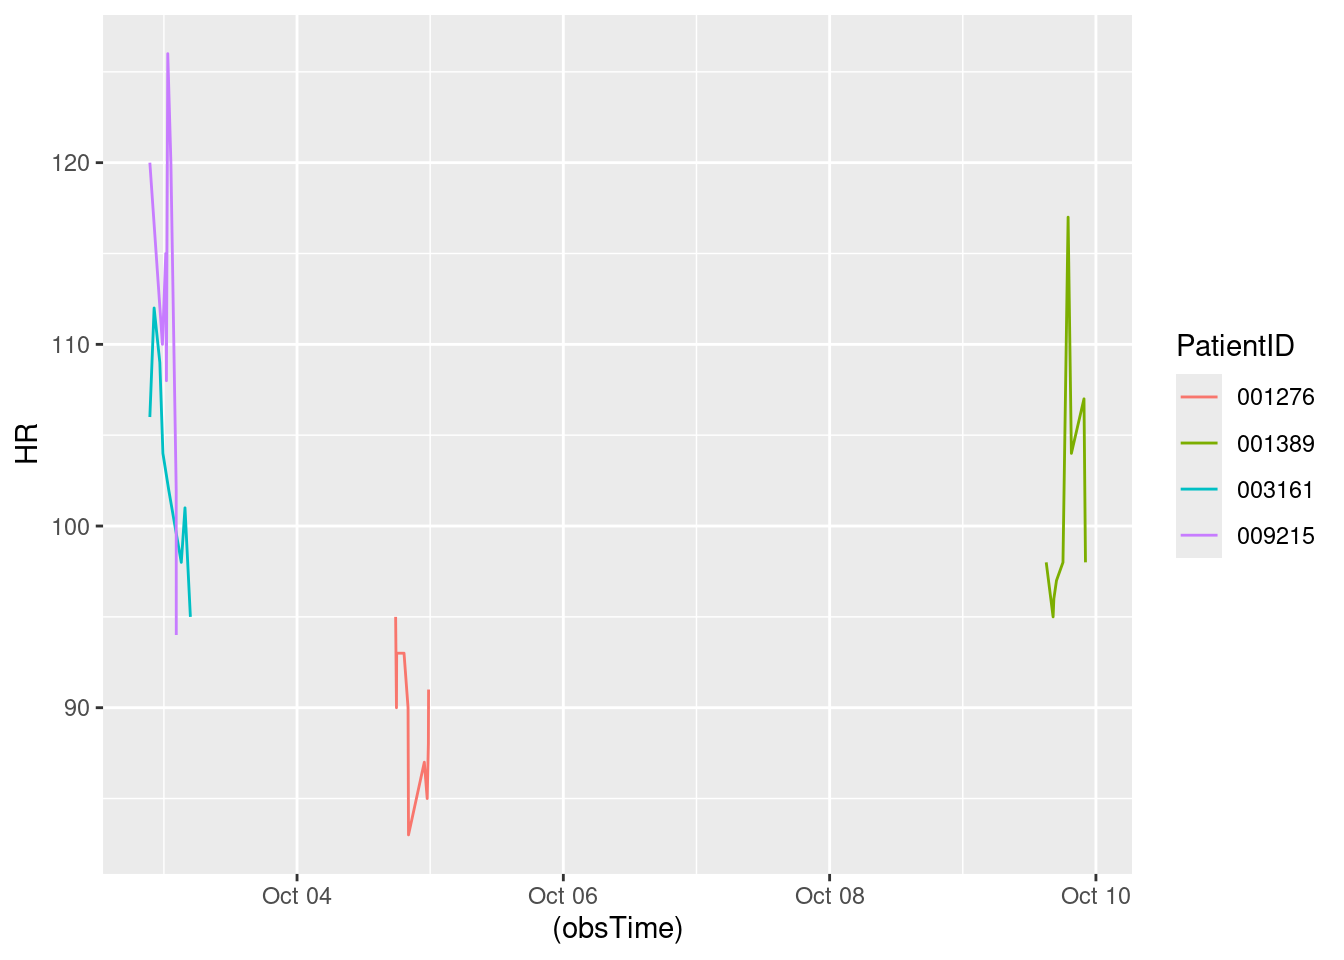 120
110
100
90
HR
Oct 04
Oct 06
Oct 08
Oct 10
(obsTime)
PatientID
001276
001389
003161
009215